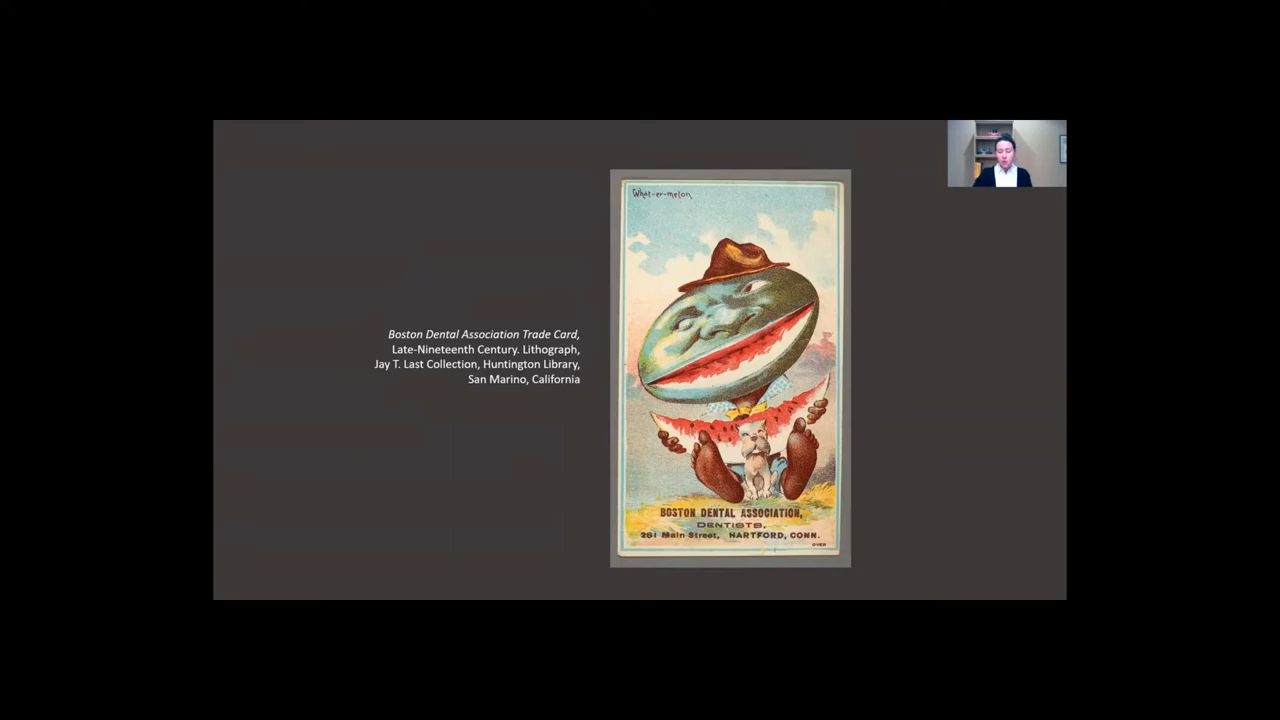 Boston Dental Association Trade Card,
Late-Nineteenth Century. Lithograph,
Jay T. Last Collection, Huntington Library,
San Marino, California
What-er-melon
BOSTON DENTAL ASSOCIATION,
DENTISTS,
281 Main Street, HARTFORD, CONN.
OVER